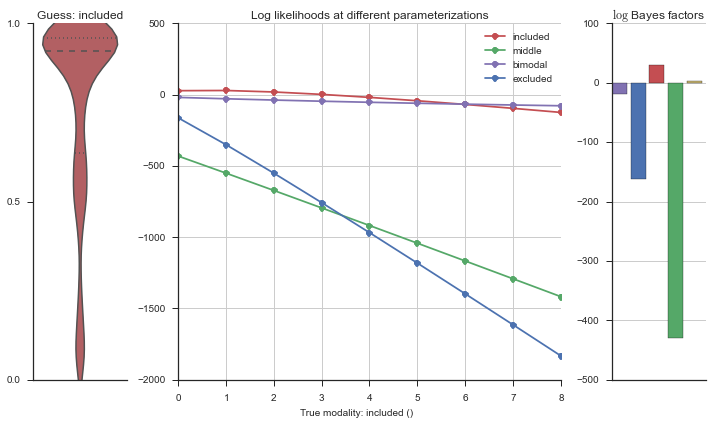 Guess: included
1.0
0.5
0.0
Log likelihoods at different parameterizations
500
0
−500
−1000
−1500
−2000
included
middle
bimodal
excluded
0 1 2 3 4 5 6 7 8
True modality: included ()
log Bayes factors
100
0
−100
−200
−300
−400
−500